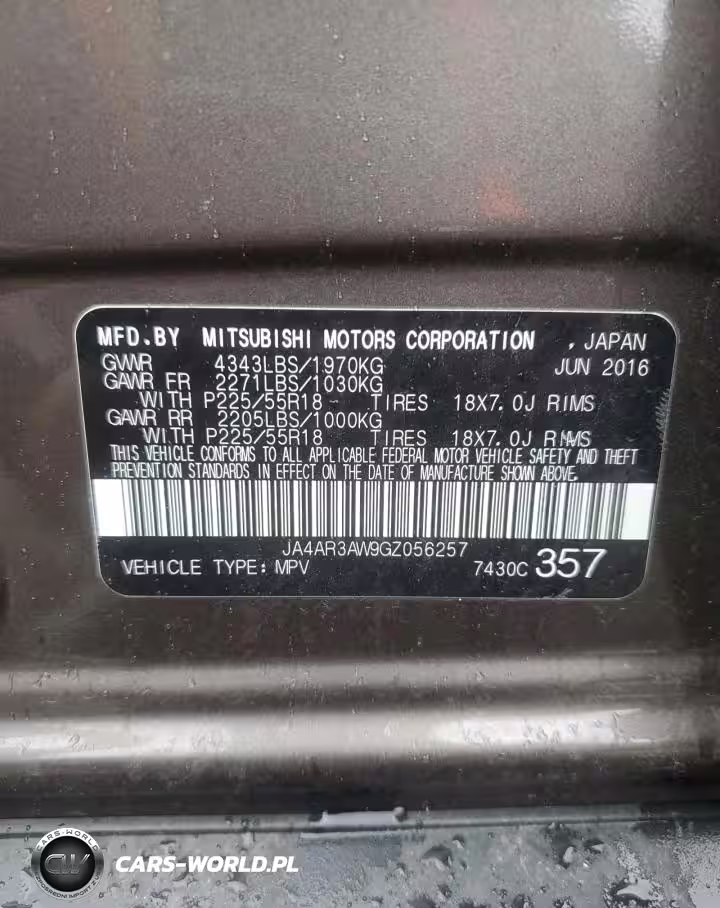 MFD.BY MITSUBISHI MOTORS CORPORATION , JAPAN
GVWR 4343LBS/1970KG JUN 2016
GAWR FR 2271LBS/1030KG
WITH P225/55R18 TIRES 18X7.0J RIMS
GAWR RR 2205LBS/1000KG
WITH P225/55R18 TIRES 18X7.0J RIMS
THIS VEHICLE CONFORMS TO ALL APPLICABLE FEDERAL MOTOR VEHICLE SAFETY AND THEFT
PREVENTION STANDARDS IN EFFECT ON THE DATE OF MANUFACTURE SHOWN ABOVE.
JA4AR3AW9GZ056257
VEHICLE TYPE: MPV 7430C 357
CARS-WORLD
CW
CARS-WORLD.PL